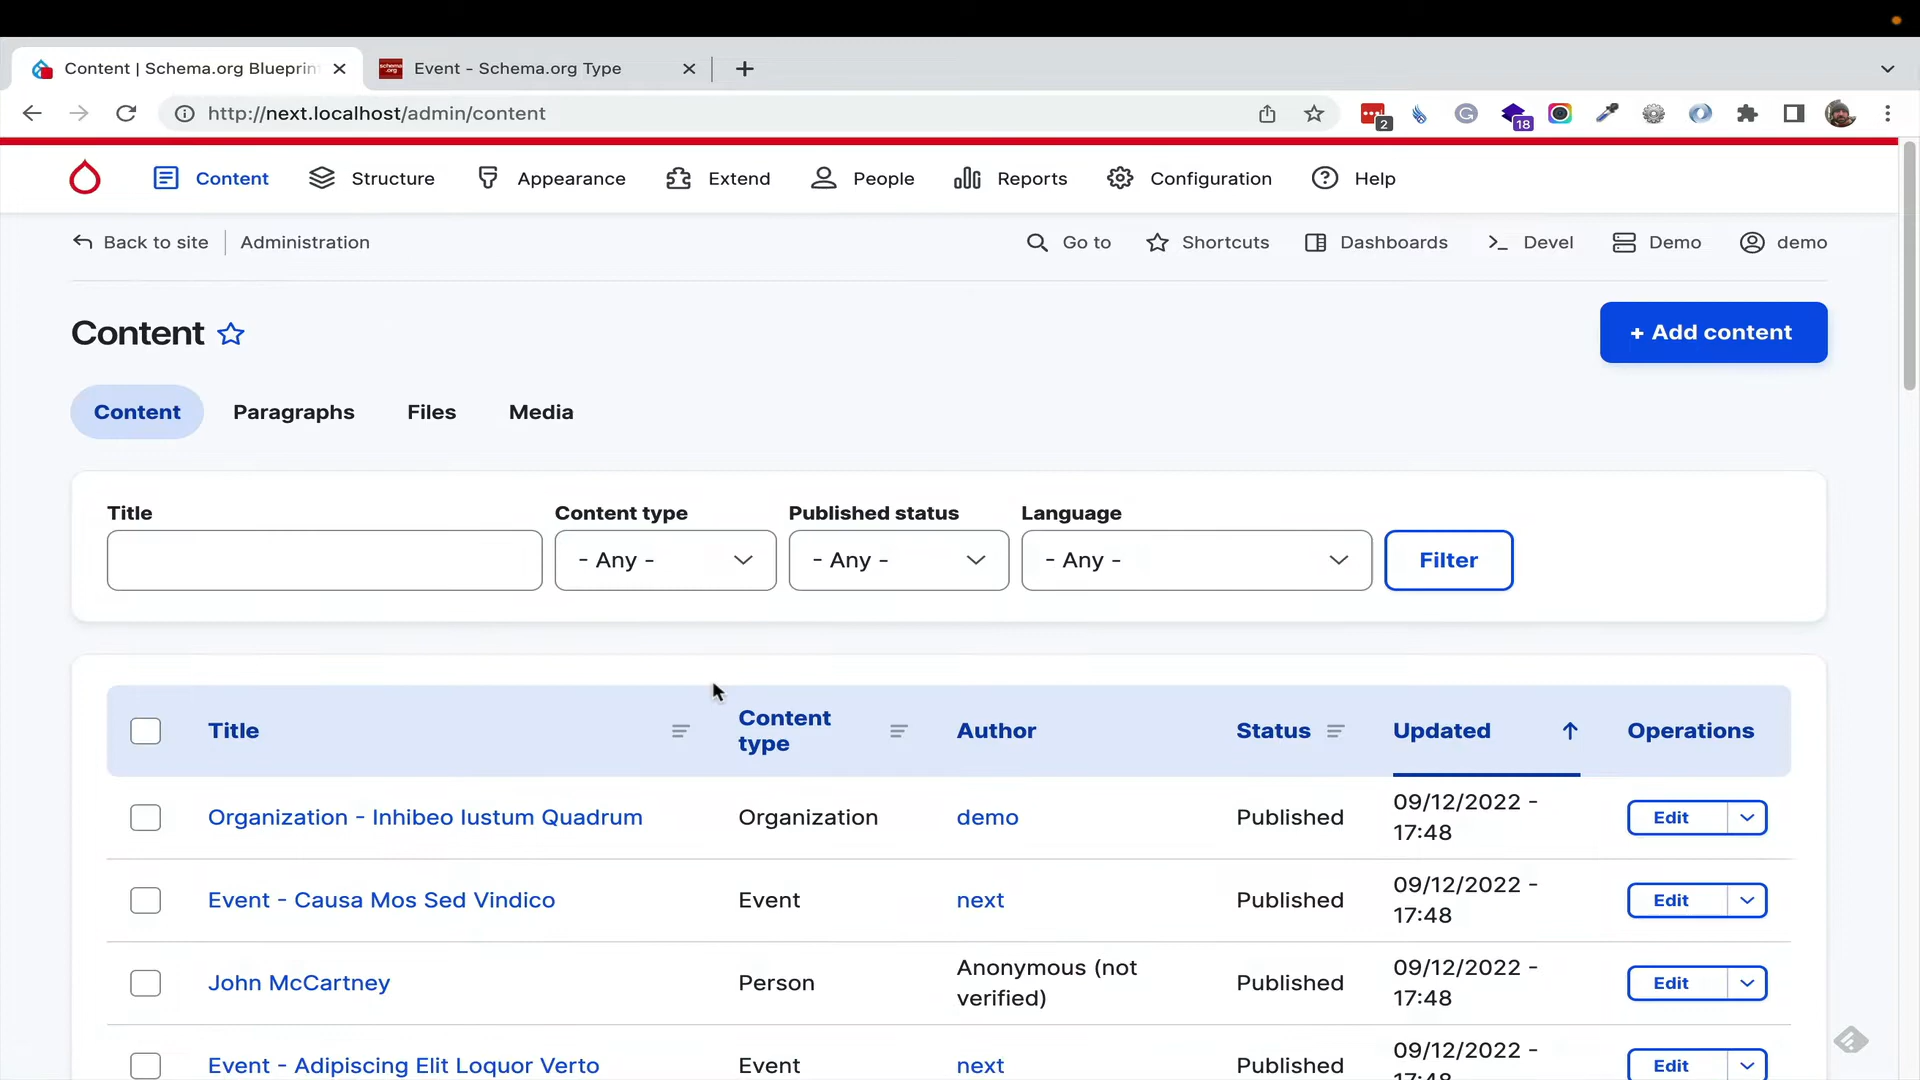 Content | Schema.org Blueprin
Event - Schema.org Type
http://next.localhost/admin/content
2
18
Content
Structure
Appearance
Extend
People
Reports
Configuration
Help
Back to site
Administration
Go to
Shortcuts
Dashboards
Devel
Demo
demo
Content
+ Add content
Content
Paragraphs
Files
Media
Title
Content type
Published status
Language
- Any -
- Any -
- Any -
Filter
Title
Content
type
Author
Status
Updated
Operations
Organization - Inhibeo Iustum Quadrum
Organization
demo
Published
09/12/2022 -
17:48
Edit
Event - Causa Mos Sed Vindico
Event
next
Published
09/12/2022 -
17:48
Edit
John McCartney
Person
Anonymous (not
verified)
Published
09/12/2022 -
17:48
Edit
Event - Adipiscing Elit Loquor Verto
Event
next
Published
09/12/2022 -
17:48
Edit